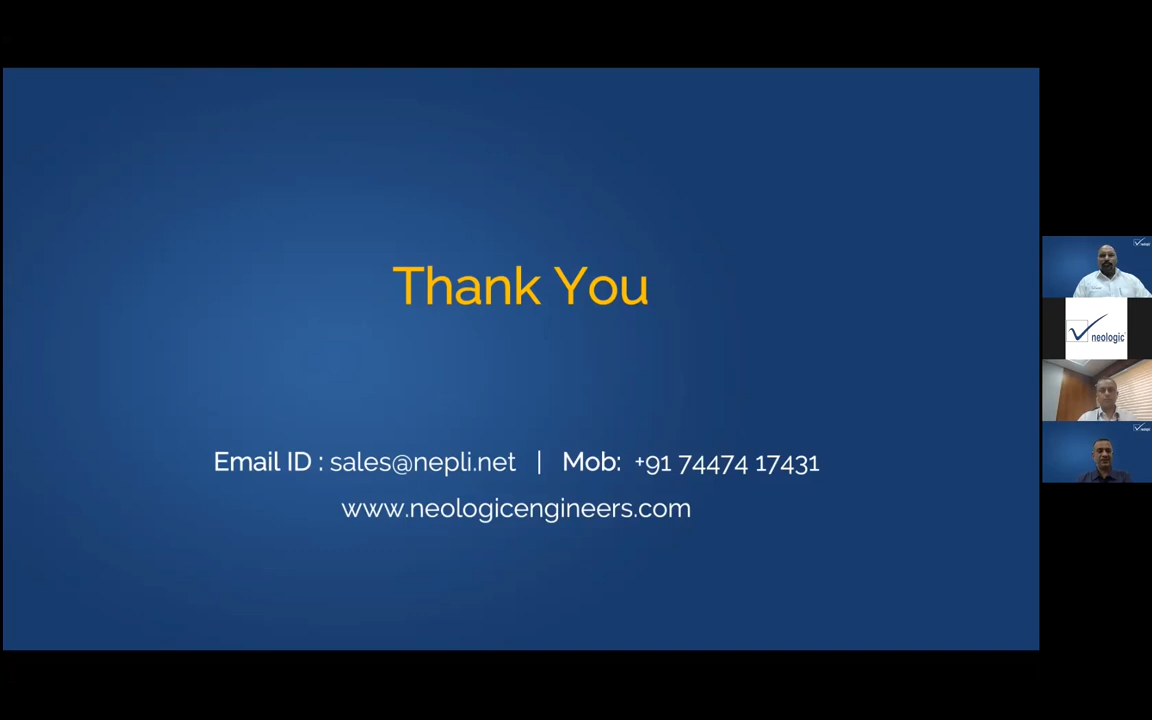 Thank You
Email ID : sales@nepli.net | Mob: +91 74474 17431
www.neologicengineers.com
neologic